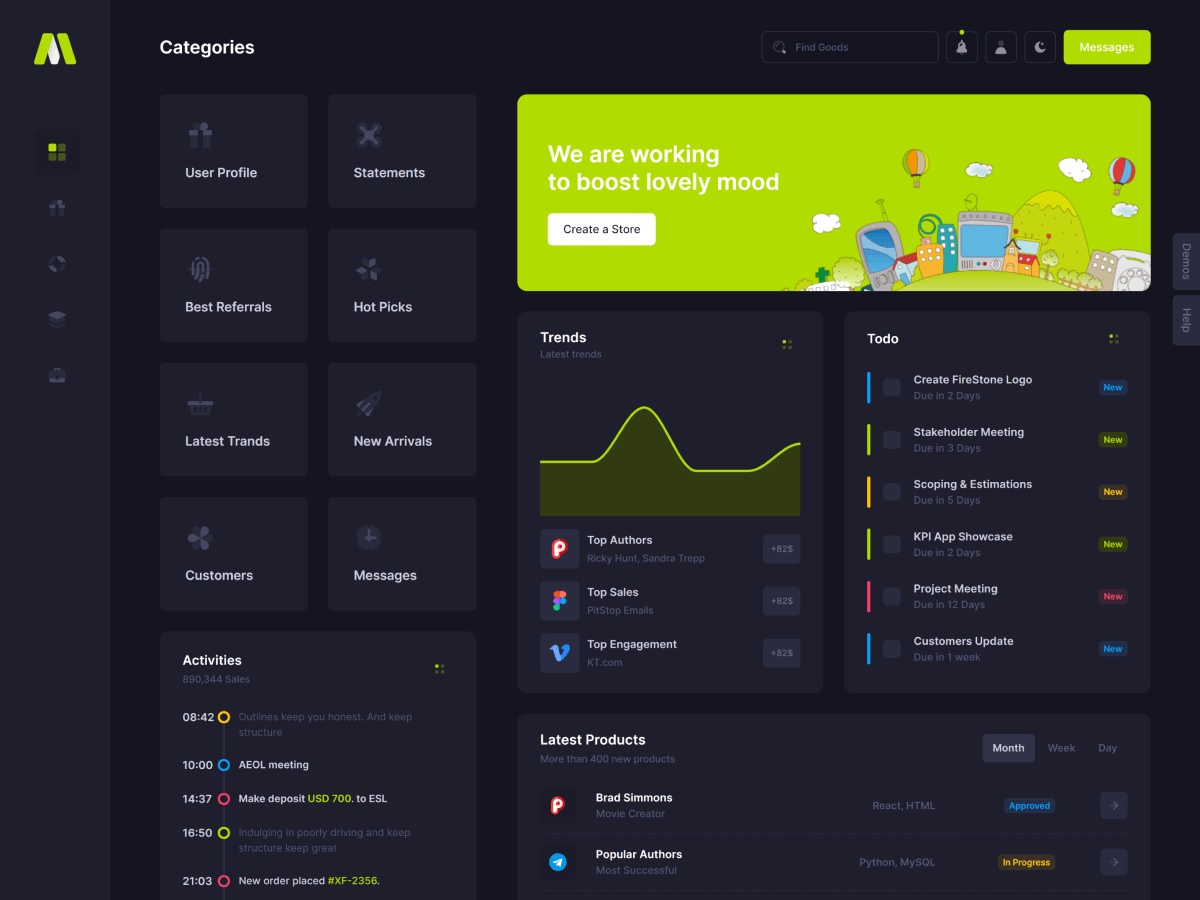 Categories
Find Goods
Messages
User Profile
Statements
Best Referrals
Hot Picks
Latest Trands
New Arrivals
Customers
Messages
We are working
to boost lovely mood
Create a Store
Demos
Help
Trends
Latest trends
Top Authors
Ricky Hunt, Sandra Trepp
+82$
Top Sales
PitStop Emails
+82$
Top Engagement
KT.com
+82$
Todo
Create FireStone Logo
Due in 2 Days
New
Stakeholder Meeting
Due in 3 Days
New
Scoping & Estimations
Due in 5 Days
New
KPI App Showcase
Due in 2 Days
New
Project Meeting
Due in 12 Days
New
Customers Update
Due in 1 week
New
Activities
890,344 Sales
08:42 Outlines keep you honest. And keep
structure
10:00 AEOL meeting
14:37 Make deposit USD 700. to ESL
16:50 Indulging in poorly driving and keep
structure keep great
21:03 New order placed #XF-2356.
Latest Products
More than 400 new products
Month Week Day
Brad Simmons
Movie Creator
React, HTML
Approved
Popular Authors
Most Successful
Python, MySQL
In Progress